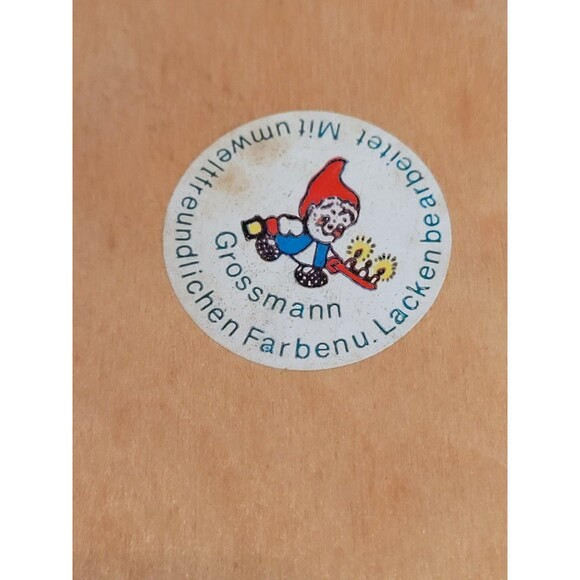 Mit umweltfreundlichen Farben u. Lacken bearbeitet
Grossmann